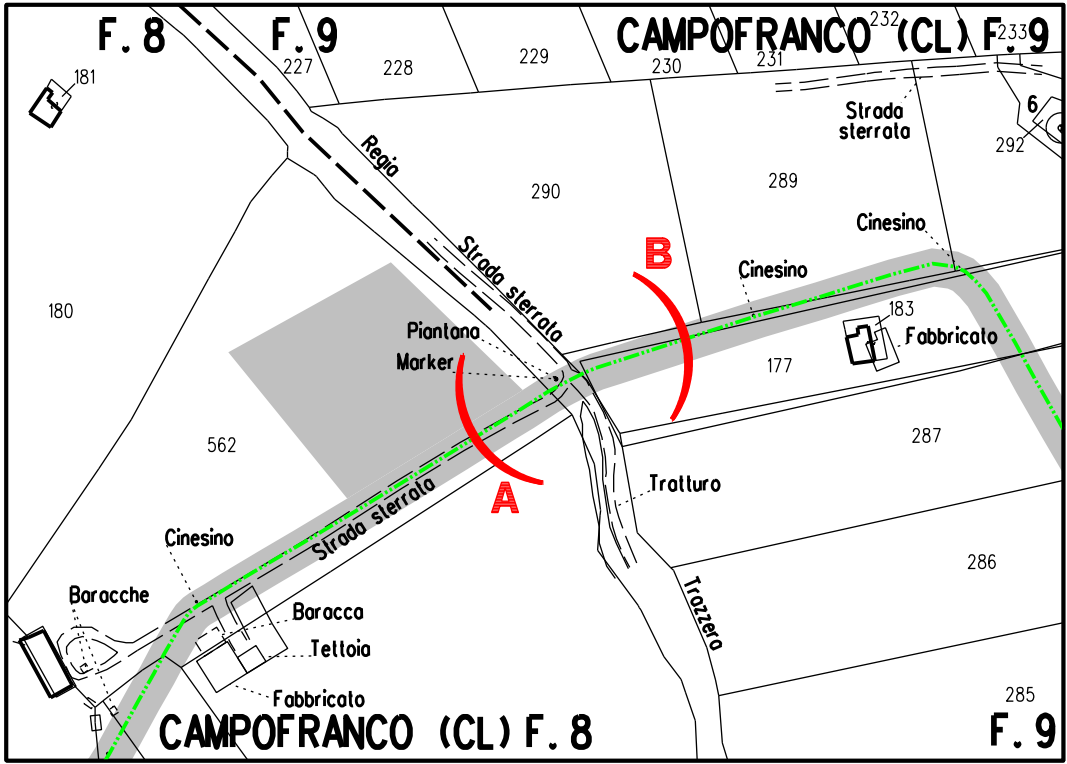 F. 8
F. 9
CAMPOFRANCO (CL) F. 9
232
233
227
228
229
230
231
181
Strada
sterrata
6
292
Regia
290
289
Cinesino
Strada sterrata
B
Cinesino
180
183
Piantana
Fabbricato
Marker
177
562
287
A
Tratturo
Strada sterrata
Cinesino
286
Baracche
Trazzera
Baracca
Tettoia
Fabbricato
285
CAMPOFRANCO (CL) F. 8
F. 9